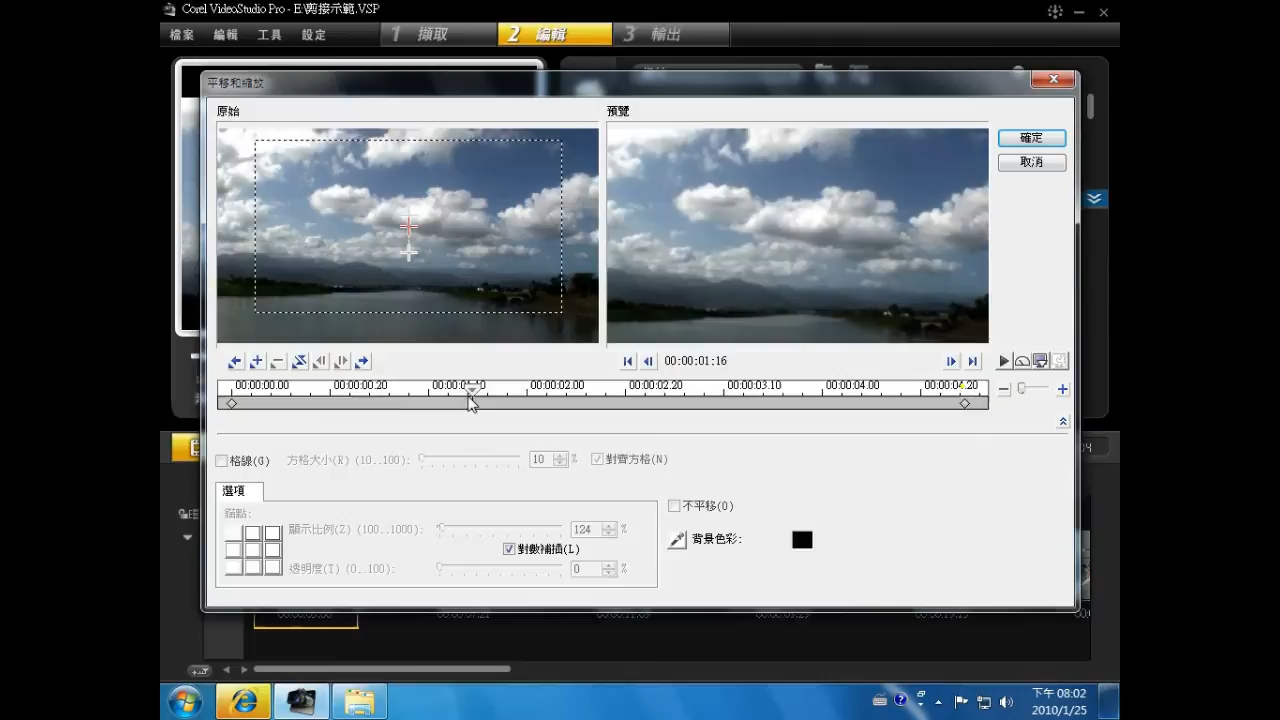 Corel VideoStudio Pro - E\剪接示範.VSP
檔案 編輯 工具 設定 1 擷取 2 編輯 3 輸出
平移和縮放
原始 預覽
確定
取消
00:00:01:16
00:00:00.00 00:00:00.20 00:00:02.00 00:00:02.20 00:00:03.10 00:00:04.00 00:00:04.20
格線(G) 方格大小(R) (10..100): 10 % 對齊方格(N)
選項
錨點:
顯示比例(Z) (100..1000): 124 %
對數補插(L)
透明度(T) (0..100): 0 %
不平移(O)
背景色彩:
下午 08:02
2010/1/25